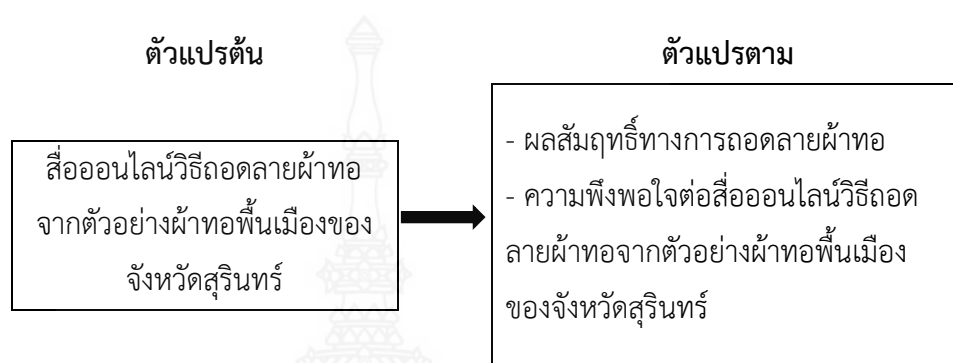 ตัวแปรต้น
สื่อออนไลน์วิธีถอดลายผ้าทอ
จากตัวอย่างผ้าทอพื้นเมืองของ
จังหวัดสุรินทร์
ตัวแปรตาม
- ผลสัมฤทธิ์ทางการถอดลายผ้าทอ
- ความพึงพอใจต่อสื่อออนไลน์วิธีถอด
ลายผ้าทอจากตัวอย่างผ้าทอพื้นเมือง
ของจังหวัดสุรินทร์